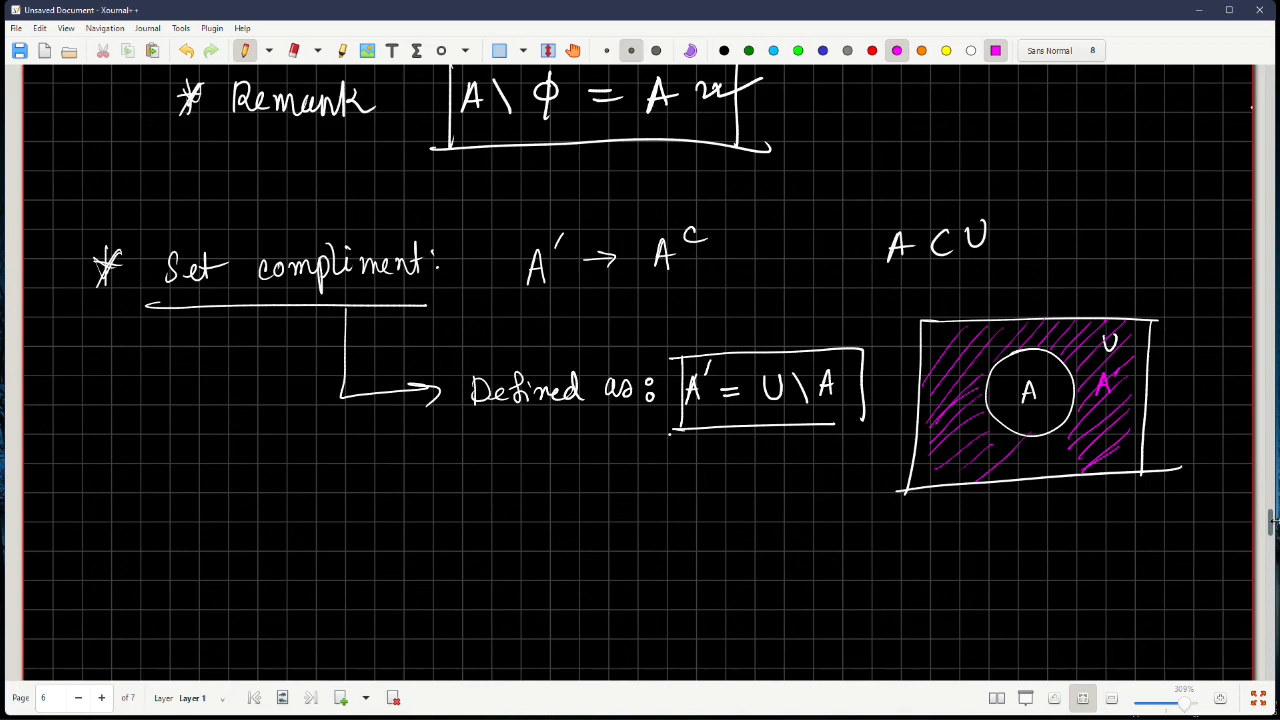 Unsaved Document - Xournal++
File Edit View Navigation Journal Tools Plugin Help
Sans Normal 8
* Remark A \ ϕ = A
* Set compliment: A′ → A^C A ⊂ U
Defined as: A′ = U \ A
U
A A′
Page 6 of 7 Layer Layer 1 309%